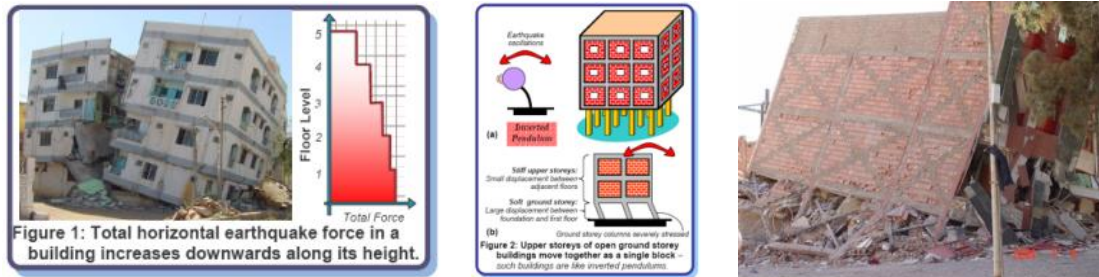 Floor Level
5
4
3
2
1
Total Force
Figure 1: Total horizontal earthquake force in a
building increases downwards along its height.
Earthquake
oscillations
(a)
Inverted
Pendulum
Stiff upper storeys:
Small displacement between
adjacent floors
Soft ground storey:
Large displacement between
foundation and first floor
(b)
Ground storey columns severely stressed
Figure 2: Upper storeys of open ground storey
buildings move together as a single block –
such buildings are like inverted pendulums.